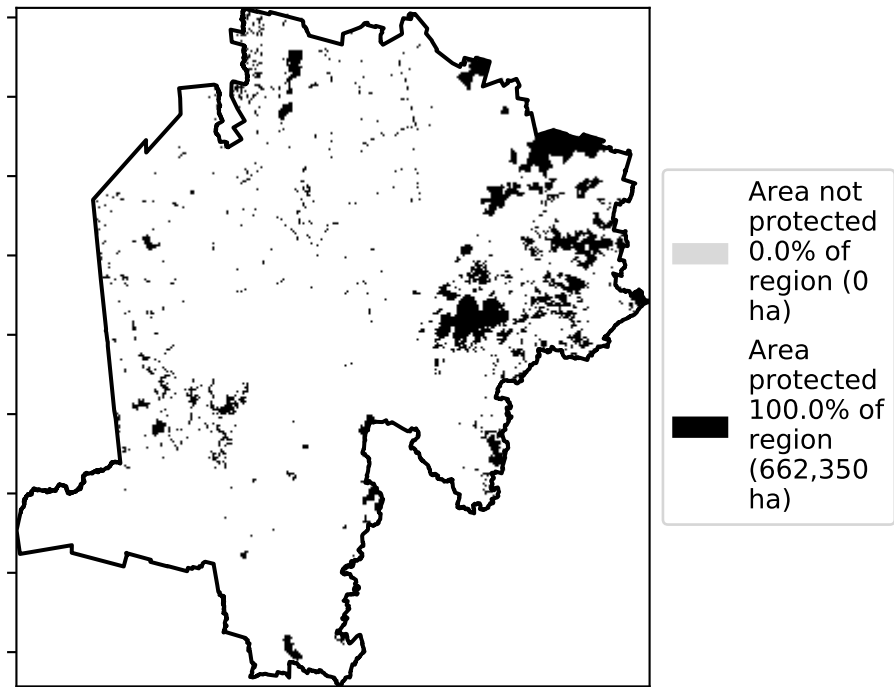 Area not
protected
0.0% of
region (0
ha)
Area
protected
100.0% of
region
(662,350
ha)